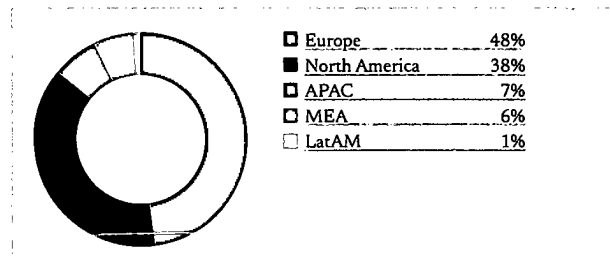 Europe 48%
North America 38%
APAC 7%
MEA 6%
LatAM 1%